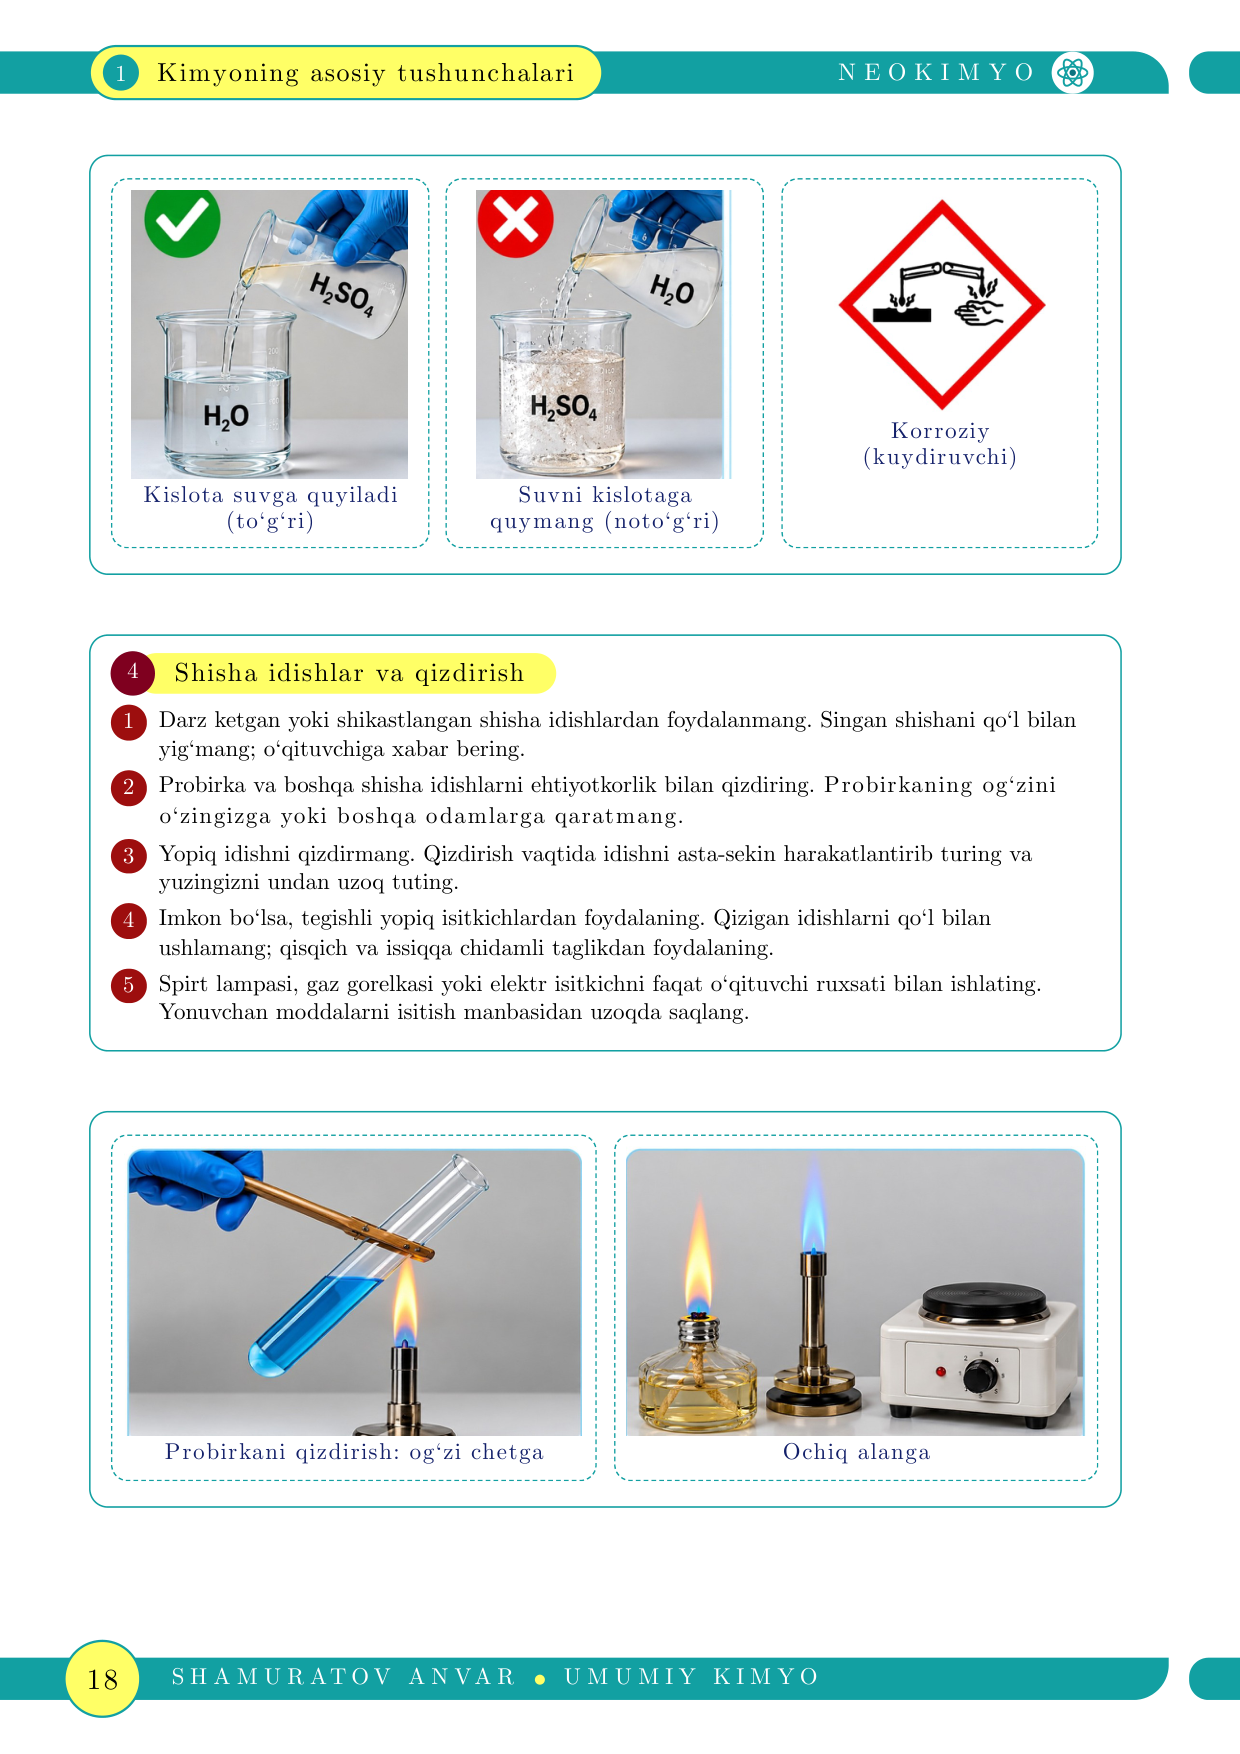 1 Kimyoning asosiy tushunchalari
NEOKIMYO
H2SO4
H2O
Kislota suvga quyiladi
(to‘g‘ri)
H2O
H2SO4
Suvni kislotaga
quymang (noto‘g‘ri)
Korroziy
(kuydiruvchi)
4 Shisha idishlar va qizdirish
1 Darz ketgan yoki shikastlangan shisha idishlardan foydalanmang. Singan shishani qo‘l bilan
yig‘mang; o‘qituvchiga xabar bering.
2 Probirka va boshqa shisha idishlarni ehtiyotkorlik bilan qizdiring. Probirkaning og‘zini
o‘zingizga yoki boshqa odamlarga qaratmang.
3 Yopiq idishni qizdirmang. Qizdirish vaqtida idishni asta-sekin harakatlantirib turing va
yuzingizni undan uzoq tuting.
4 Imkon bo‘lsa, tegishli yopiq isitkichlardan foydalaning. Qizigan idishlarni qo‘l bilan
ushlamang; qisqich va issiqqa chidamli taglikdan foydalaning.
5 Spirt lampasi, gaz gorelkasi yoki elektr isitkichni faqat o‘qituvchi ruxsati bilan ishlating.
Yonuvchan moddalarni isitish manbasidan uzoqda saqlang.
Probirkani qizdirish: og‘zi chetga
Ochiq alanga
18 SHAMURATOV ANVAR • UMUMIY KIMYO